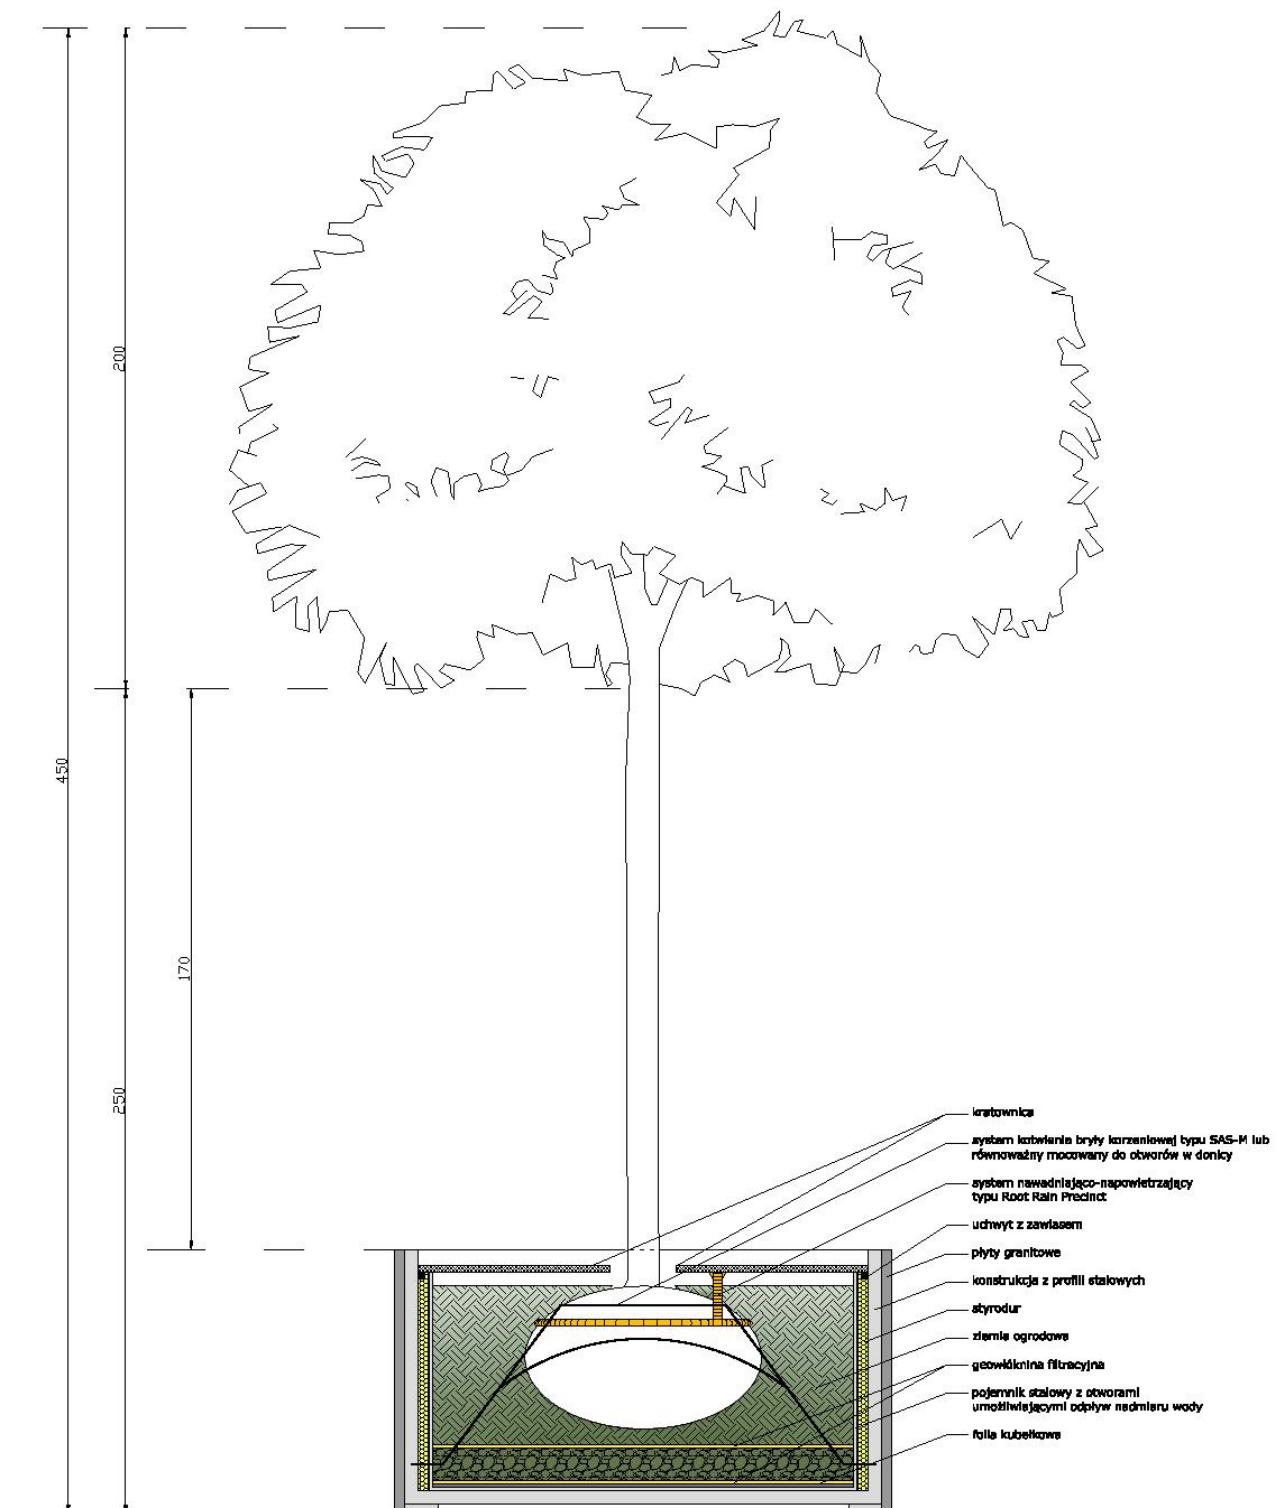 200
450
170
250
kratownica
system kotwienia bryły korzeniowej typu SAS-M lub
równoważny mocowany do otworów w donicy
system nawadniająco-napowietrzający
typu Root Rain Precinct
uchwyt z zawiasem
płyty granitowe
konstrukcja z profili stalowych
styrodur
ziemia ogrodowa
geowłóknina filtracyjna
pojemnik stalowy z otworami
umożliwiającymi odpływ nadmiaru wody
folia kubełkowa